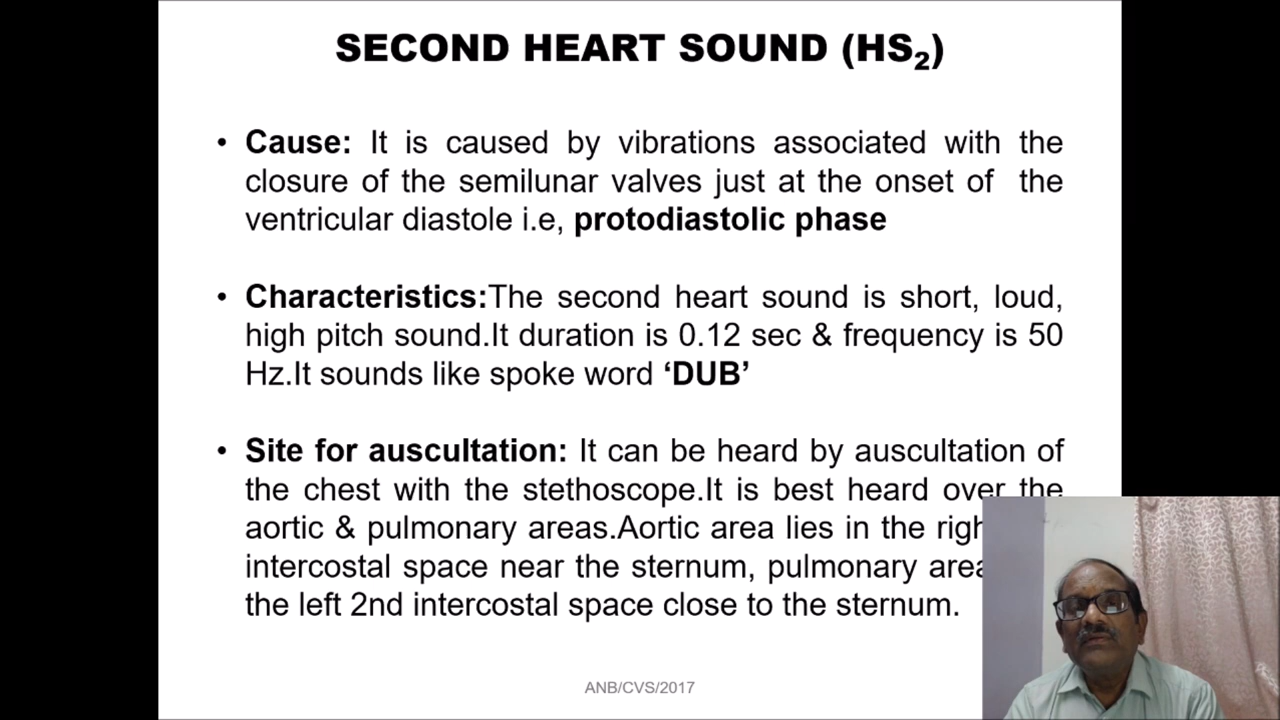 SECOND HEART SOUND (HS₂)
• Cause: It is caused by vibrations associated with the
closure of the semilunar valves just at the onset of the
ventricular diastole i.e, protodiastolic phase
• Characteristics:The second heart sound is short, loud,
high pitch sound.It duration is 0.12 sec & frequency is 50
Hz.It sounds like spoke word ‘DUB’
• Site for auscultation: It can be heard by auscultation of
the chest with the stethoscope.It is best heard over the
aortic & pulmonary areas.Aortic area lies in the
intercostal space near the sternum, pulmonary
the left 2nd intercostal space close to the sternum.
ANB/CVS/2017